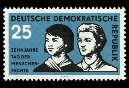 DEUTSCHE DEMOKRATISCHE
REPUBLIK
25
ZEHN JAHRE
TAG DER
MENSCHEN-
RECHTE